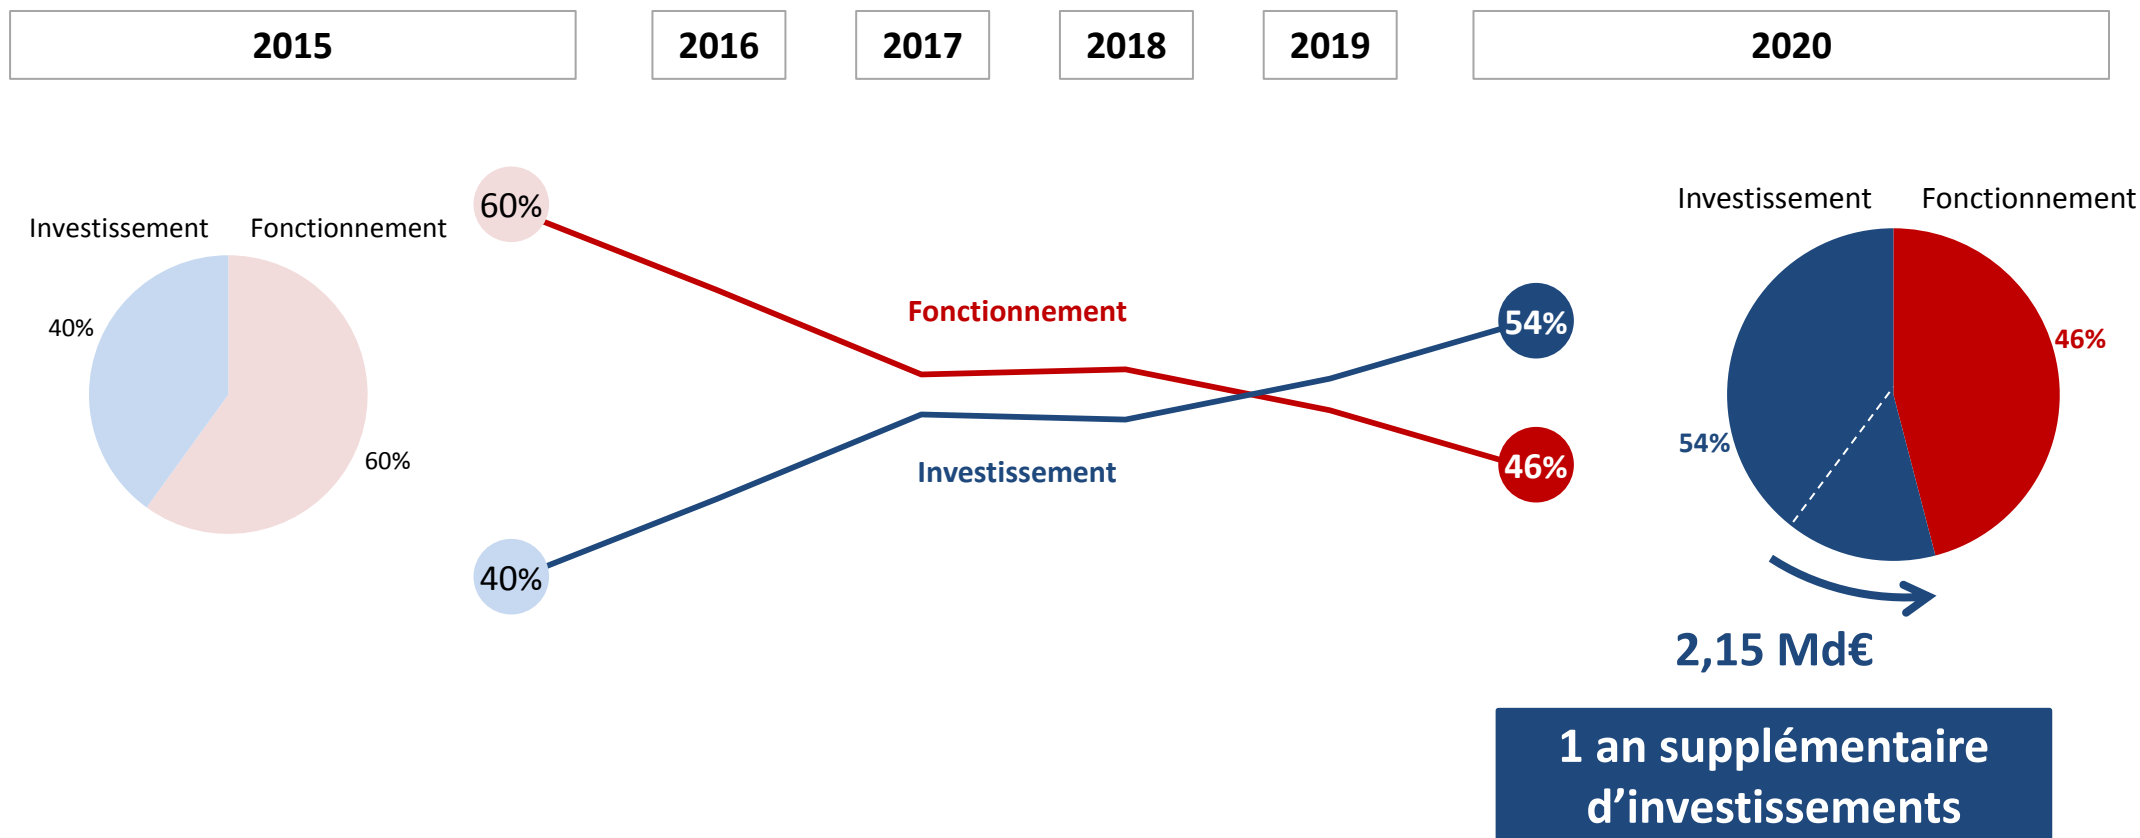 2015
2016
2017
2018
2019
2020
Investissement
Fonctionnement
40%
60%
60%
40%
Fonctionnement
Investissement
54%
46%
Investissement
Fonctionnement
46%
54%
2,15 Md€
1 an supplémentaire
d’investissements